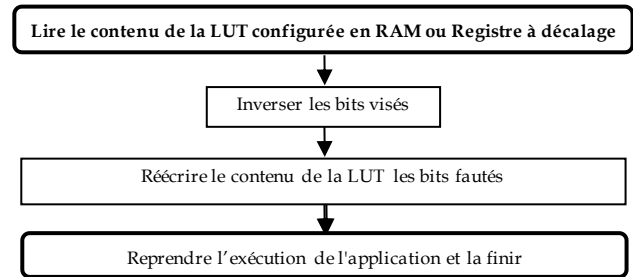 Lire le contenu de la LUT configurée en RAM ou Registre à décalage
Inverser les bits visés
Réécrire le contenu de la LUT les bits fautés
Reprendre l'exécution de l'application et la finir